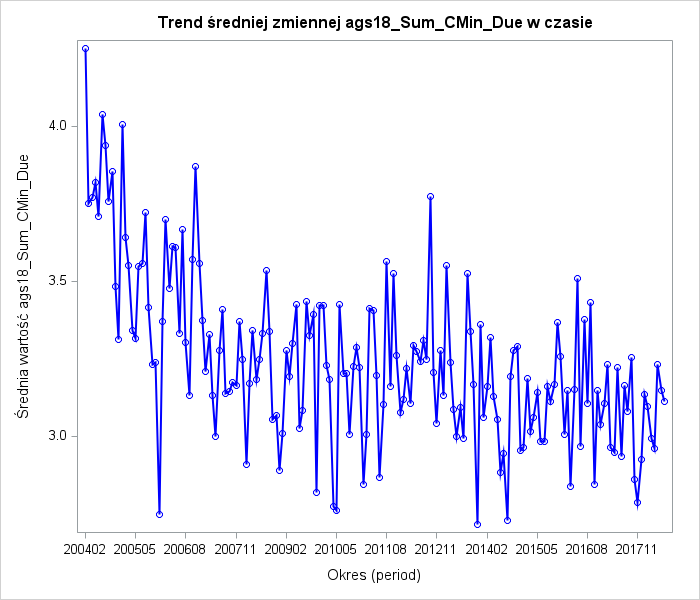 Trend średniej zmiennej ags18_Sum_CMin_Due w czasie
Średnia wartość ags18_Sum_CMin_Due
4.0
3.5
3.0
200402 200505 200608 200711 200902 201005 201108 201211 201402 201505 201608 201711
Okres (period)